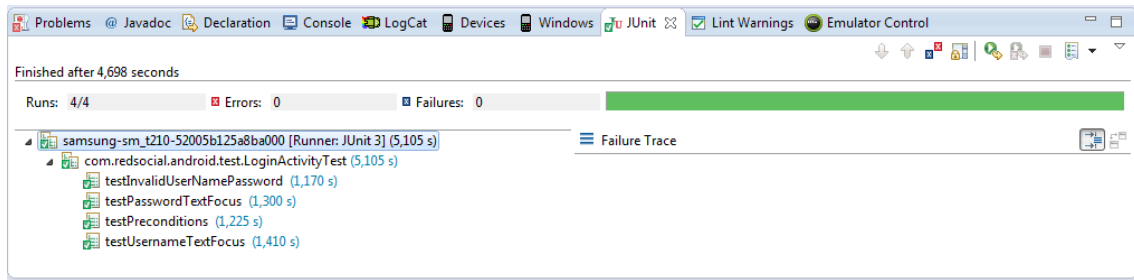 Problems @ Javadoc Declaration Console LogCat Devices Windows JUnit Lint Warnings Emulator Control
Finished after 4,698 seconds
Runs: 4/4 Errors: 0 Failures: 0
samsung-sm_t210-52005b125a8ba000 [Runner: JUnit 3] (5,105 s)
Failure Trace
com.redsocial.android.test.LoginActivityTest (5,105 s)
testInvalidUserNamePassword (1,170 s)
testPasswordTextFocus (1,300 s)
testPreconditions (1,225 s)
testUsernameTextFocus (1,410 s)